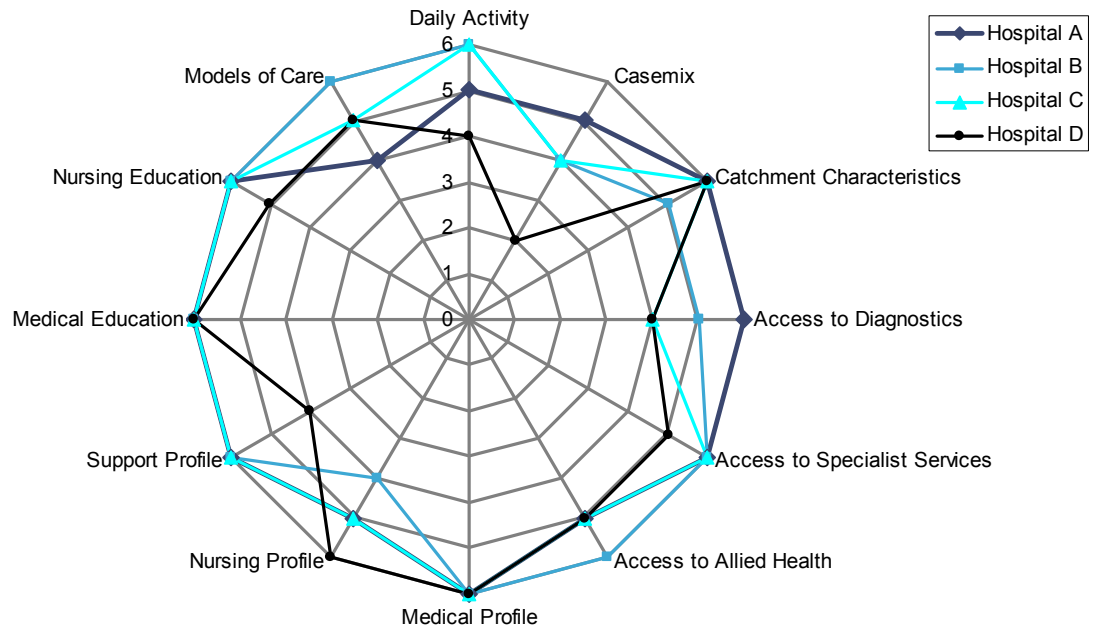 Daily Activity
Models of Care
Casemix
Nursing Education
Catchment Characteristics
Medical Education
Access to Diagnostics
Support Profile
Access to Specialist Services
Nursing Profile
Access to Allied Health
Medical Profile
6
5
4
3
2
1
0
Hospital A
Hospital B
Hospital C
Hospital D